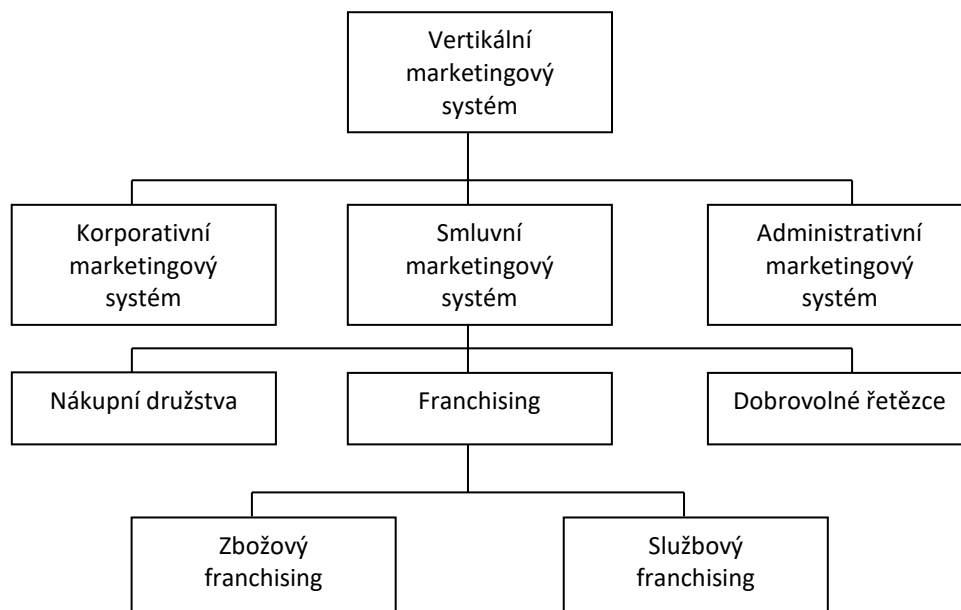 Vertikální
marketingový
systém
Korporativní
marketingový
systém
Smluvní
marketingový
systém
Administrativní
marketingový
systém
Nákupní družstva
Franchising
Dobrovolné řetězce
Zbožový
franchising
Službový
franchising